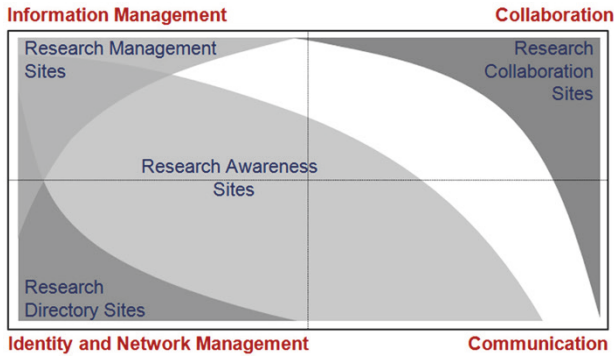 Information Management
Collaboration
Research Management
Sites
Research
Collaboration
Sites
Research Awareness
Sites
Research
Directory Sites
Identity and Network Management
Communication